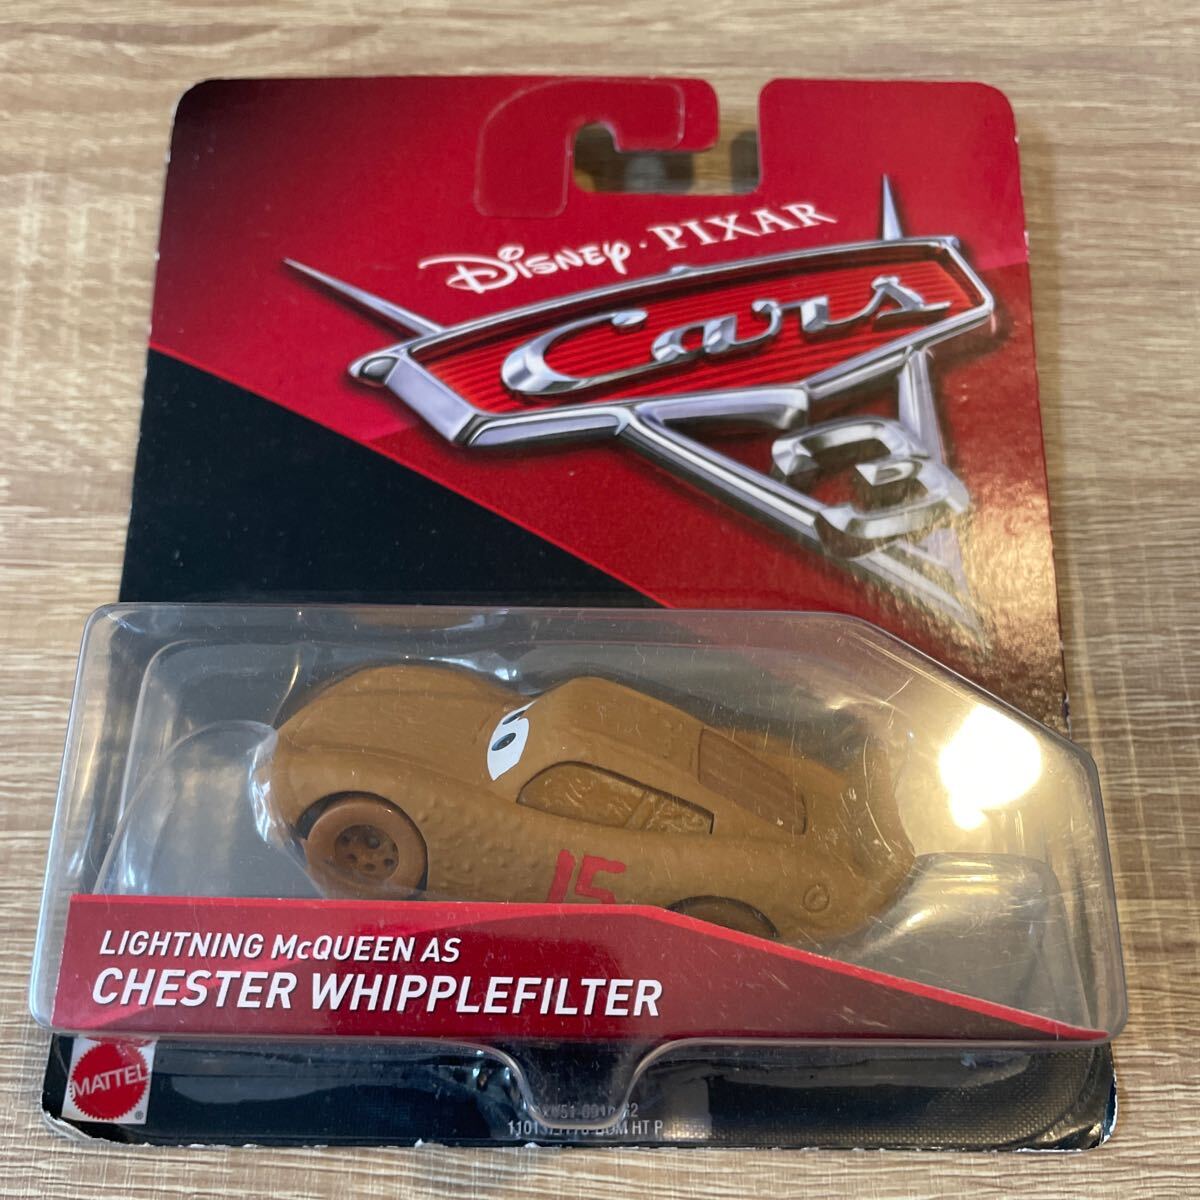 Disney · PIXAR
Cars
3
15
LIGHTNING McQUEEN AS
CHESTER WHIPPLEFILTER
MATTEL
®